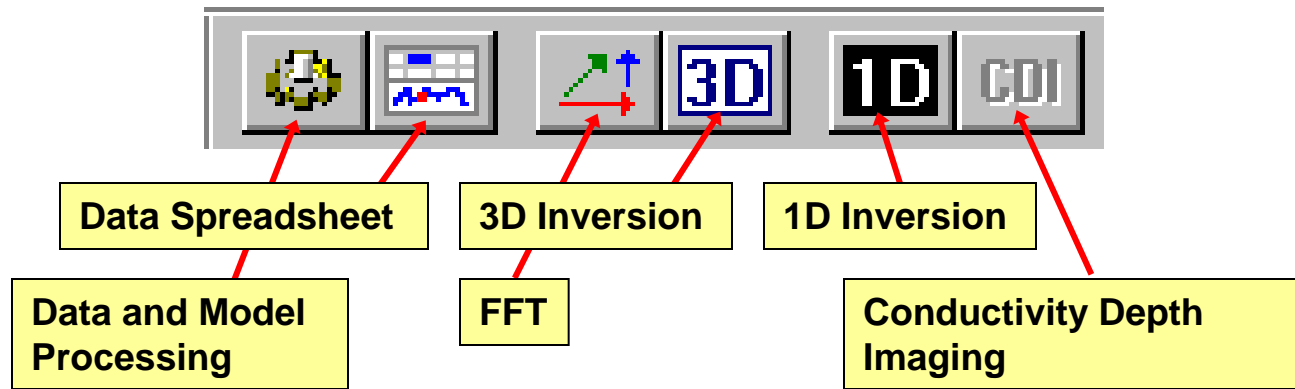 3D 1D CDI
Data Spreadsheet 3D Inversion 1D Inversion
Data and Model
Processing
FFT
Conductivity Depth
Imaging